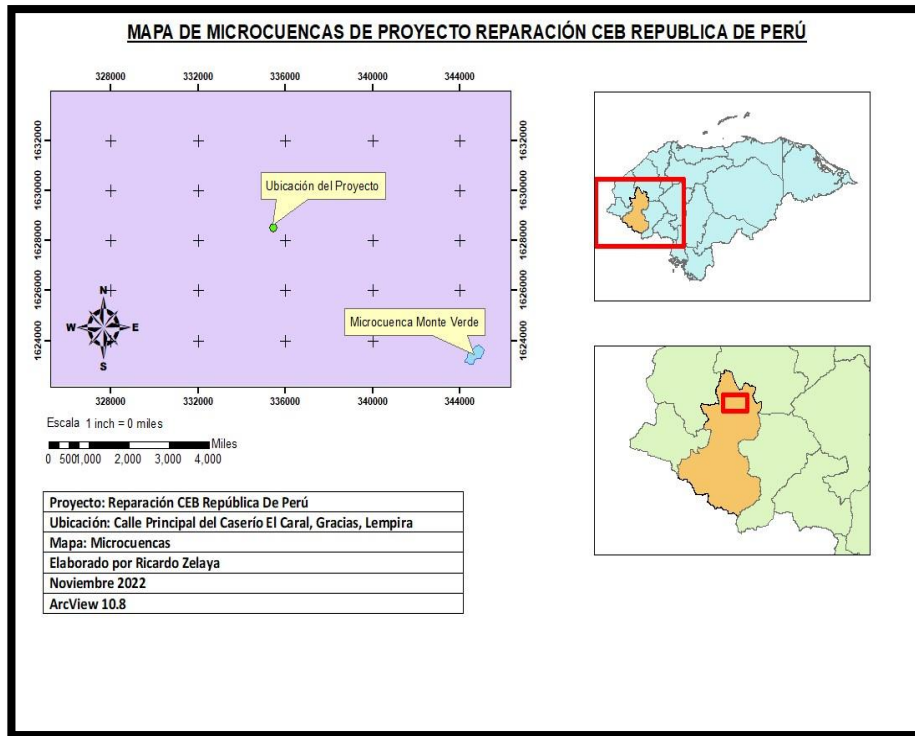 MAPA DE MICROCUENCAS DE PROYECTO REPARACIÓN CEB REPUBLICA DE PERÚ
328000 332000 336000 340000 344000
1632000 1632000
1630000 1630000
Ubicación del Proyecto
1628000 1628000
1626000 1626000
N
W E
S
Microcuenca Monte Verde
1624000 1624000
328000 332000 336000 340000 344000
Escala 1 inch = 0 miles
Miles
0 500 1,000 2,000 3,000 4,000
Proyecto: Reparación CEB República De Perú
Ubicación: Calle Principal del Caserío El Caral, Gracias, Lempira
Mapa: Microcuencas
Elaborado por Ricardo Zelaya
Noviembre 2022
ArcView 10.8